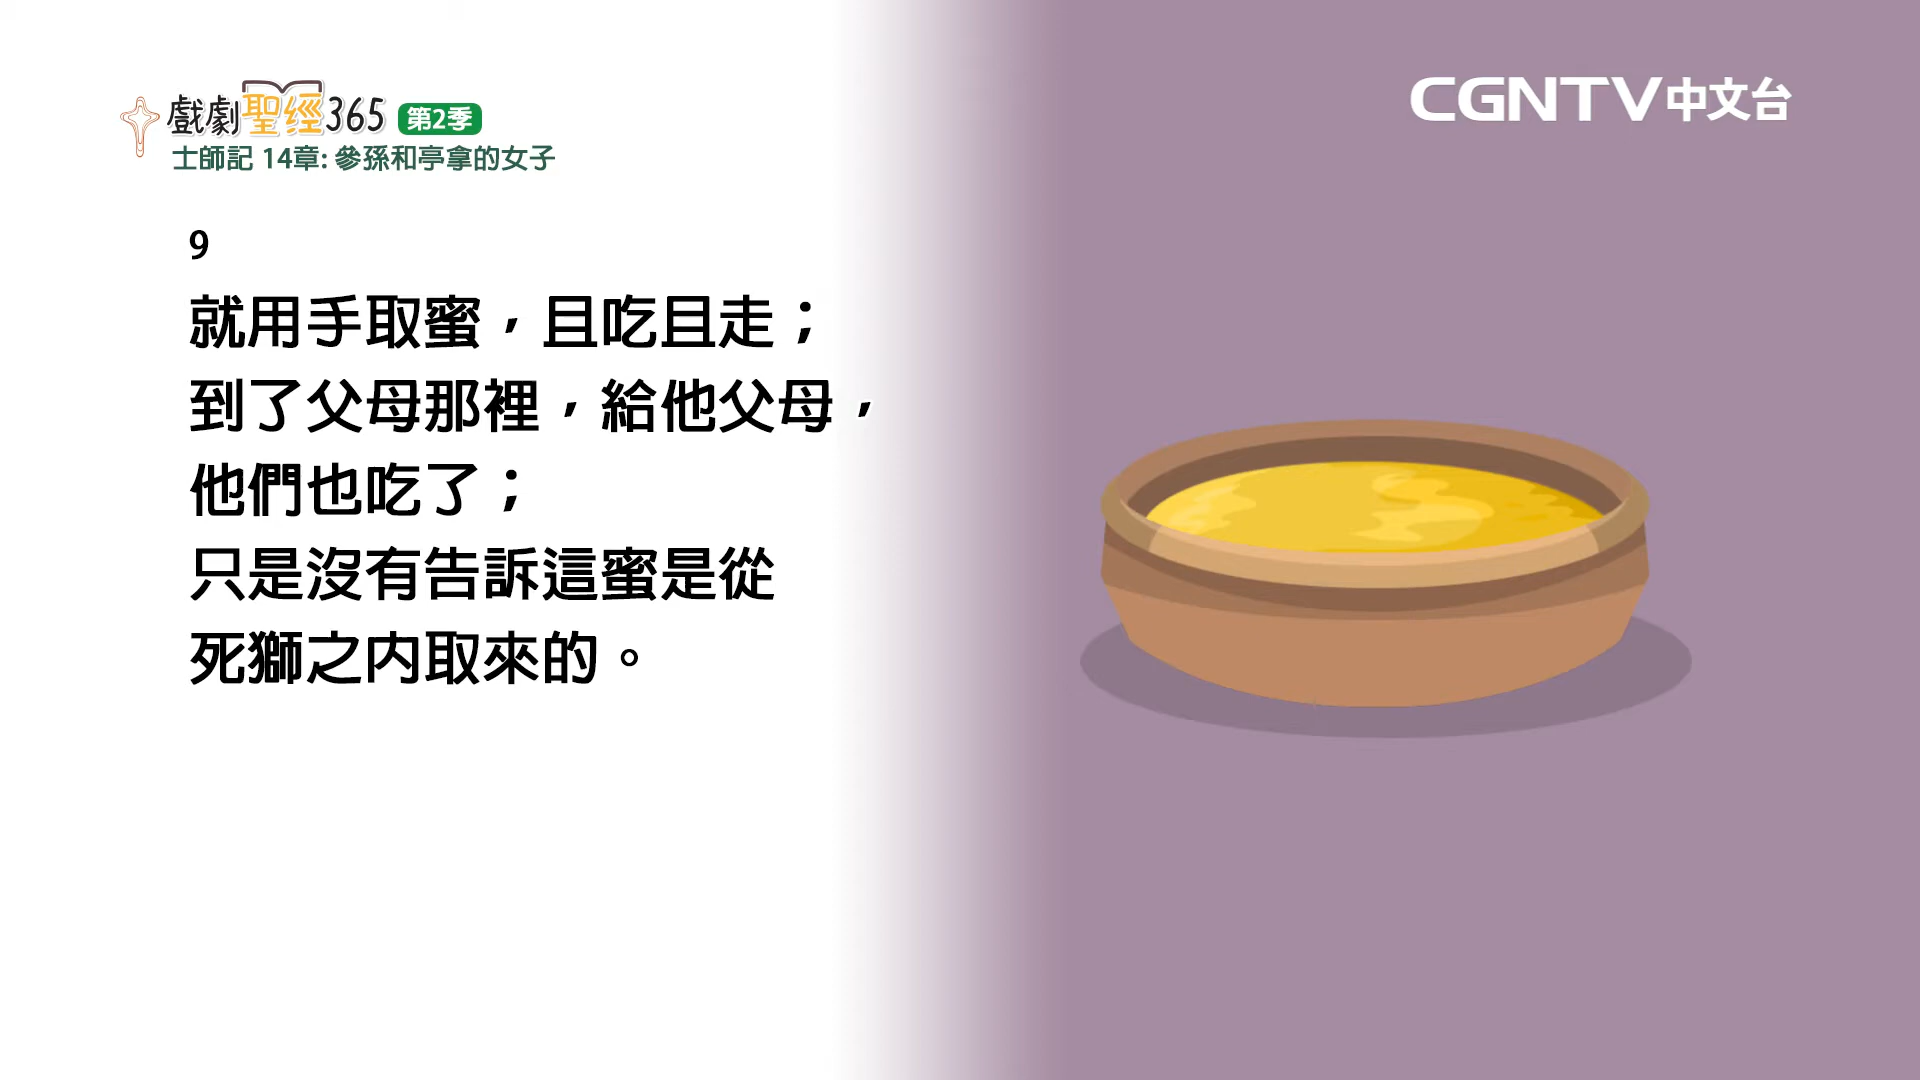 戲劇聖經365 第2季
CGNTV中文台
士師記 14章: 參孫和亭拿的女子
9
就用手取蜜，且吃且走；
到了父母那裡，給他父母，
他們也吃了；
只是沒有告訴這蜜是從
死獅之内取來的。